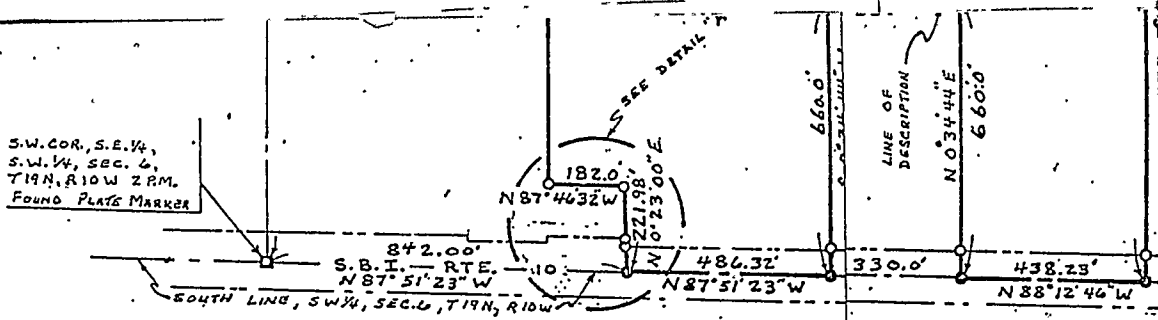 SEE DETAIL
660.0'
LINE OF
DESCRIPTION
N0°34'44"E
660.0'
S.W. COR., S.E. 1/4,
S.W. 1/4, SEC. 6,
T19N, R10W 2 P.M.
FOUND PLATE MARKER
182.0'
N87°46'32"W
221.98'
N0°23'00"E
842.00'
S.B.I. RTE. 10
N87°51'23"W
486.32'
N87°51'23"W
330.0'
438.23'
N88°12'46"W
SOUTH LINE, SW 1/4, SEC. 6, T19N, R10W